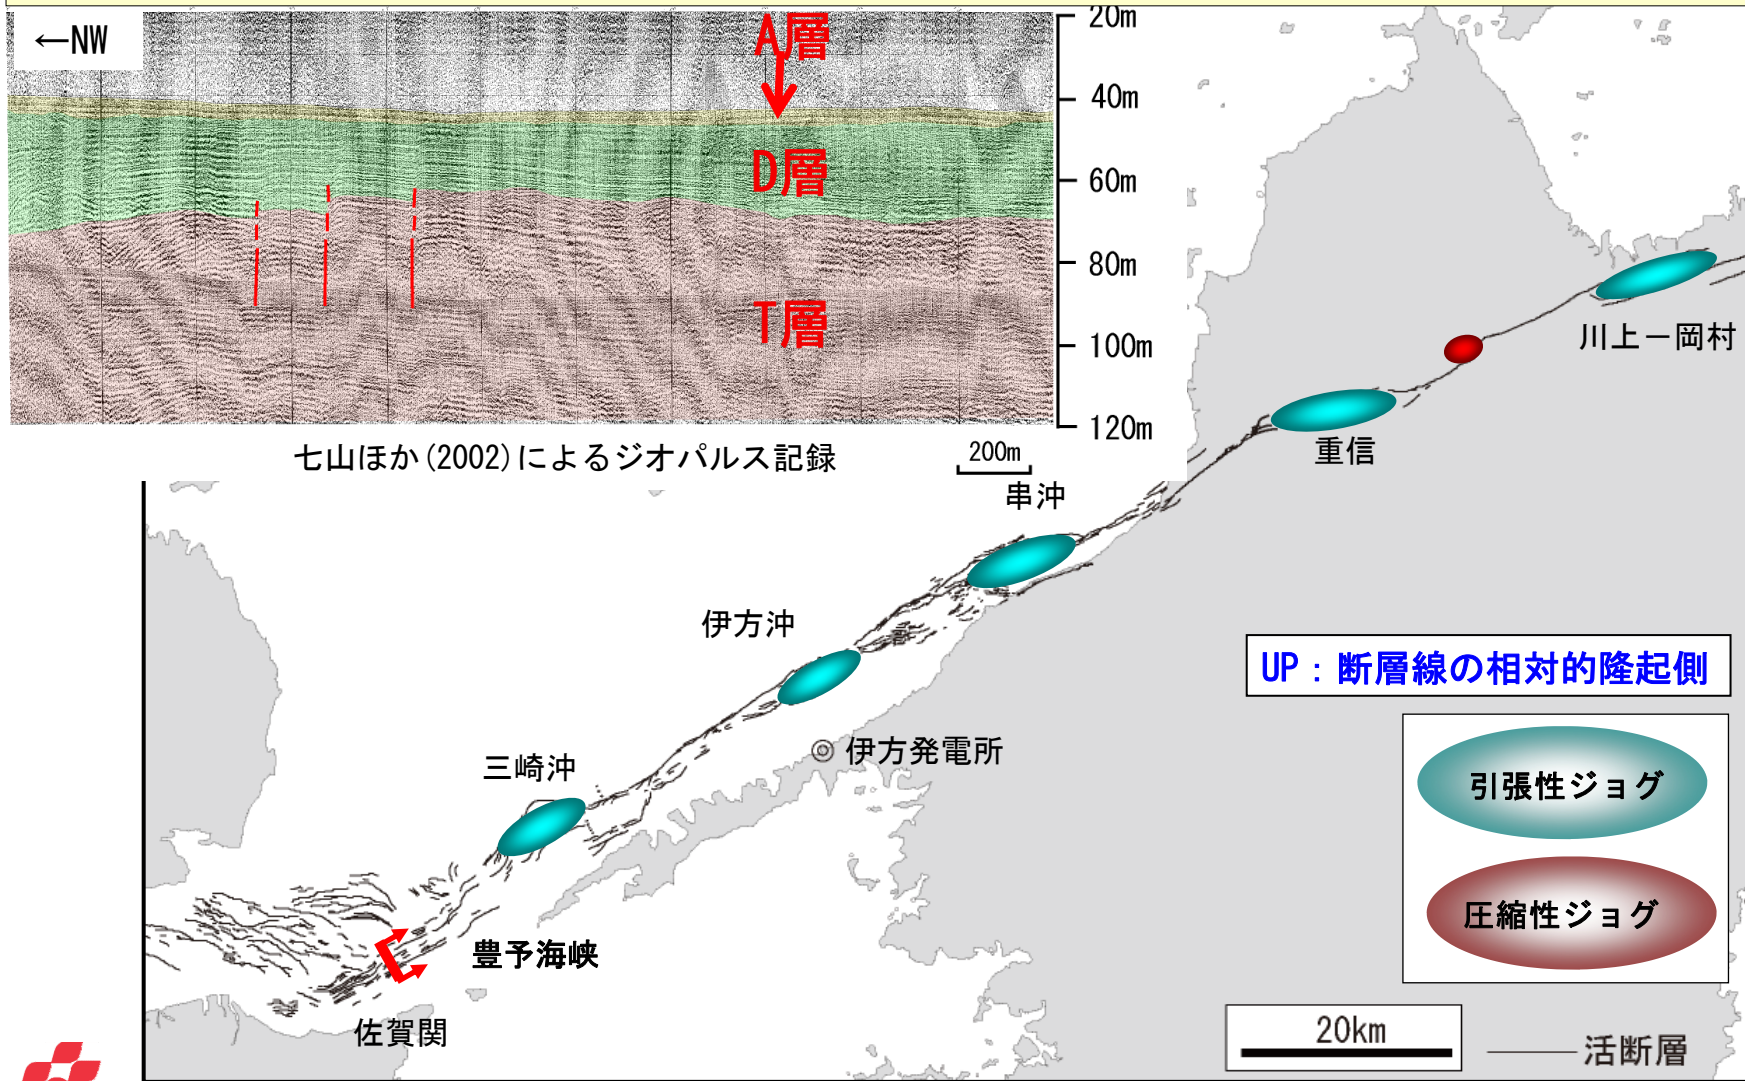 ←NW
A層
D層
T層
20m
40m
60m
80m
100m
120m
七山ほか(2002)によるジオパルス記録
200m
川上－岡村
重信
串沖
伊方沖
UP：断層線の相対的隆起側
伊方発電所
三崎沖
引張性ジョグ
圧縮性ジョグ
豊予海峡
佐賀関
20km
活断層